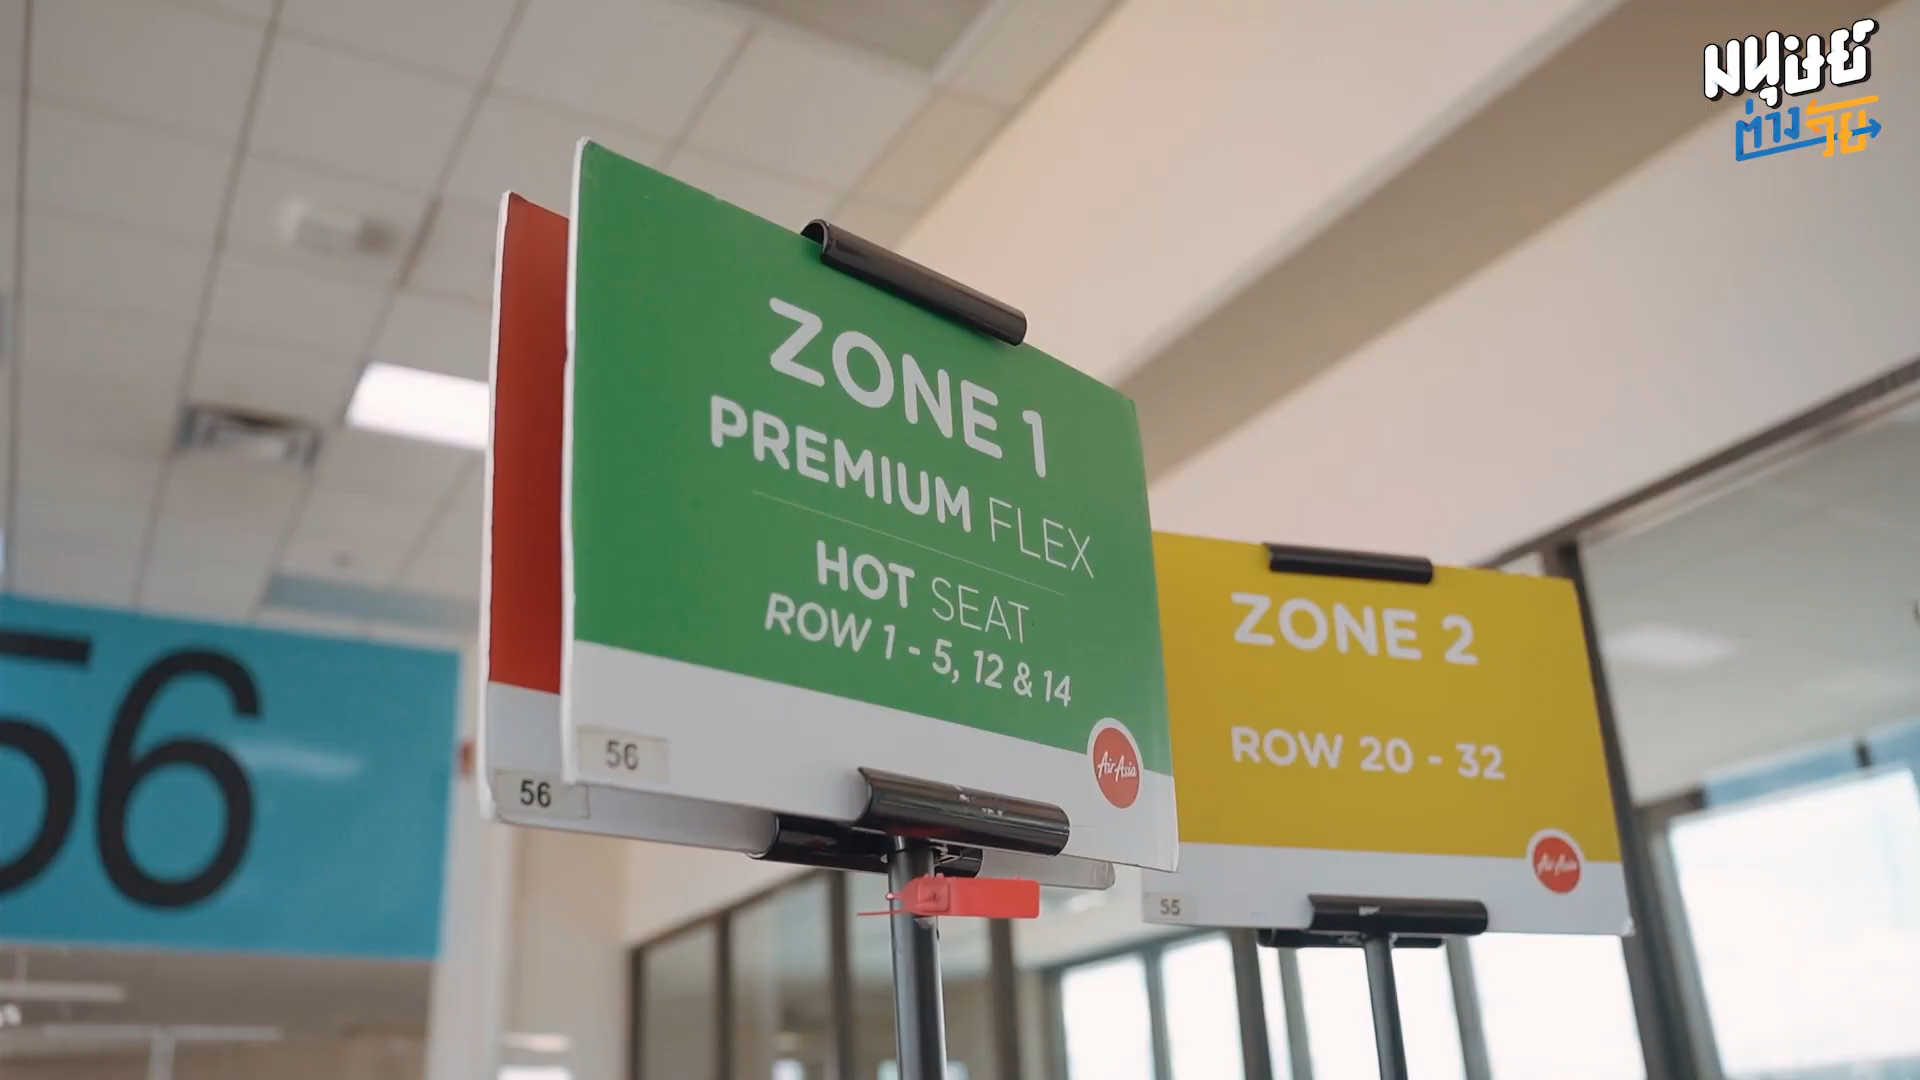 มนุษย์
ต่างวัย
ZONE 1
PREMIUM FLEX
HOT SEAT
ROW 1 - 5, 12 & 14
56
AirAsia
56
ZONE 2
ROW 20 - 32
AirAsia
55
56